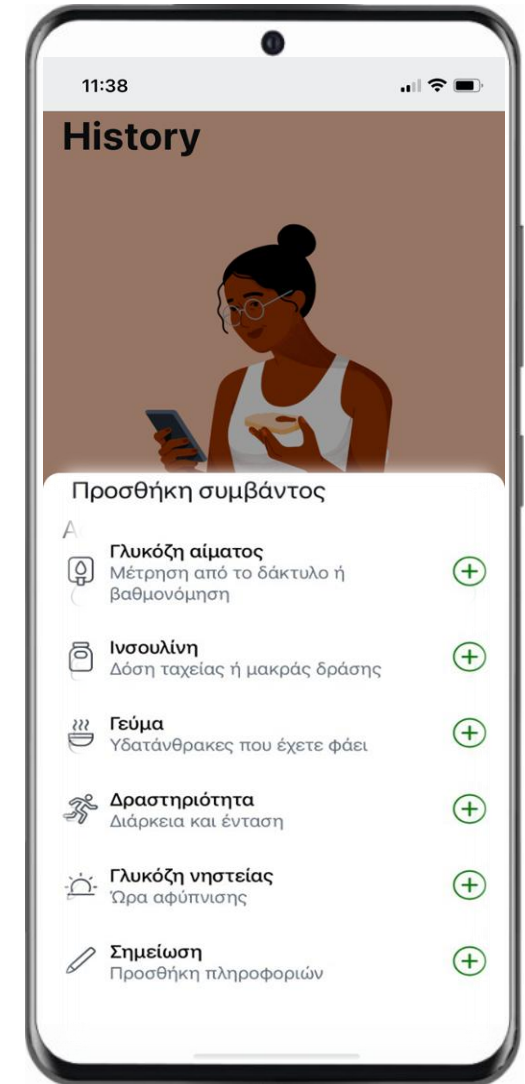 11:38
History
Προσθήκη συμβάντος
A
Γλυκόζη αίματος
Μέτρηση από το δάκτυλο ή
βαθμονόμηση
Ινσουλίνη
Δόση ταχείας ή μακράς δράσης
Γεύμα
Υδατάνθρακες που έχετε φάει
Δραστηριότητα
Διάρκεια και ένταση
Γλυκόζη νηστείας
Ώρα αφύπνισης
Σημείωση
Προσθήκη πληροφοριών